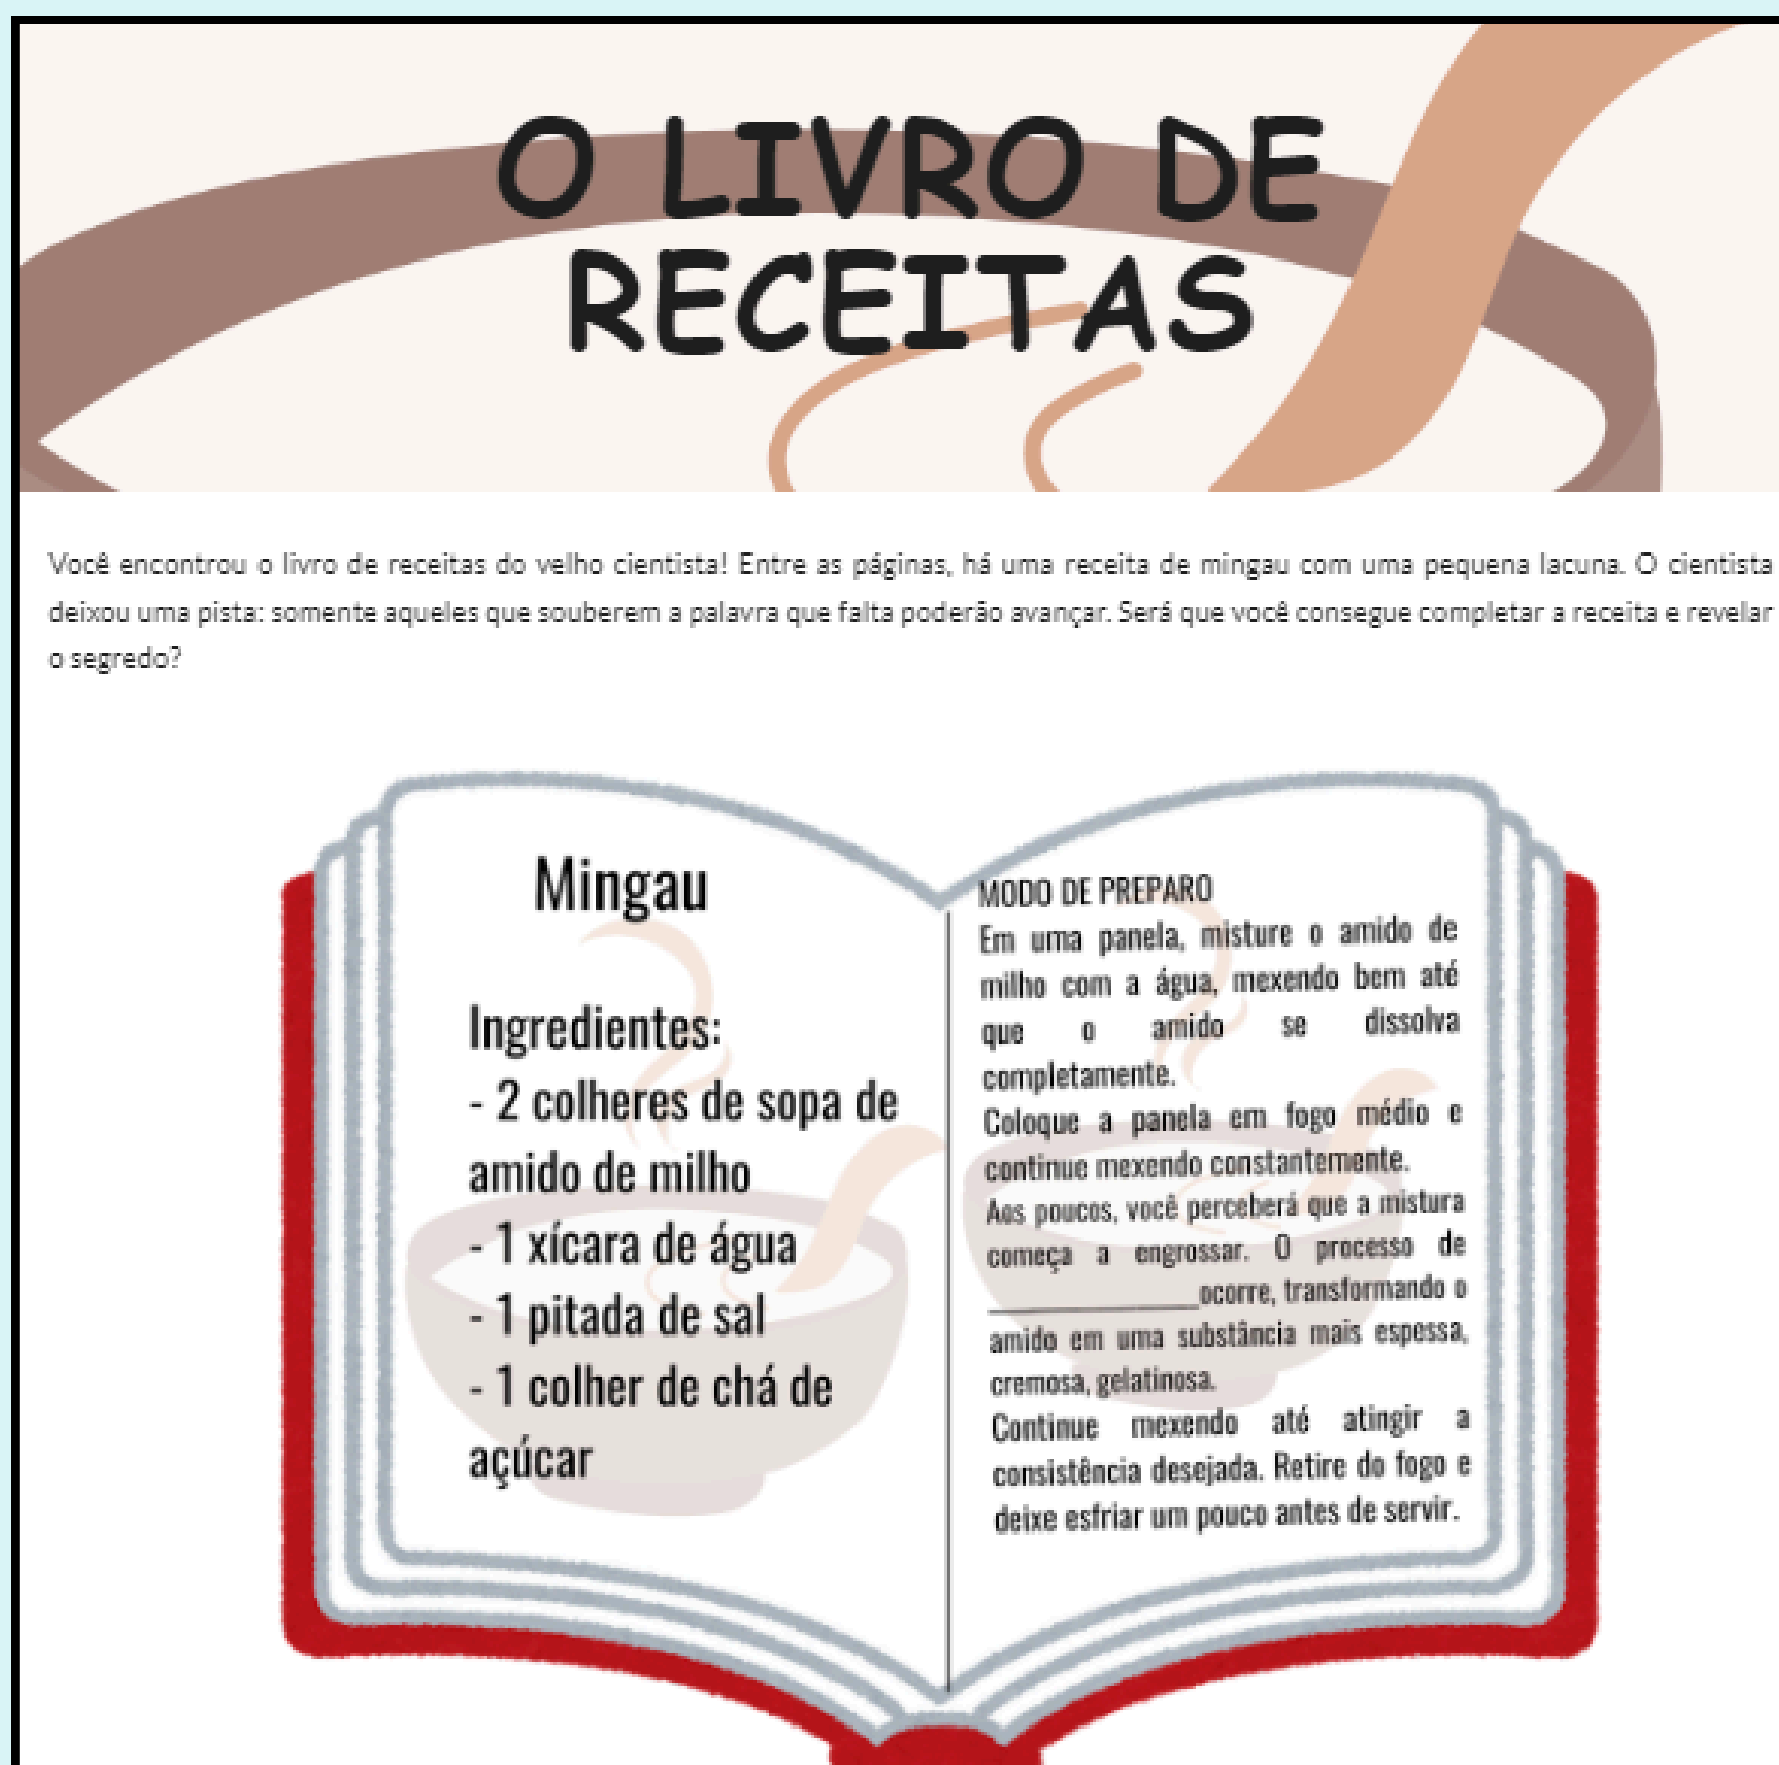 O LIVRO DE
RECEITAS
Você encontrou o livro de receitas do velho cientista! Entre as páginas, há uma receita de mingau com uma pequena lacuna. O cientista
deixou uma pista: somente aqueles que souberem a palavra que falta poderão avançar. Será que você consegue completar a receita e revelar
o segredo?
Mingau
Ingredientes:
- 2 colheres de sopa de
amido de milho
- 1 xícara de água
- 1 pitada de sal
- 1 colher de chá de
açúcar
MODO DE PREPARO
Em uma panela, misture o amido de
milho com a água, mexendo bem até
que o amido se dissolva
completamente.
Coloque a panela em fogo médio e
continue mexendo constantemente.
Aos poucos, você perceberá que a mistura
começa a engrossar. O processo de
________________ocorre, transformando o
amido em uma substância mais espessa,
cremosa, gelatinosa.
Continue mexendo até atingir a
consistência desejada. Retire do fogo e
deixe esfriar um pouco antes de servir.